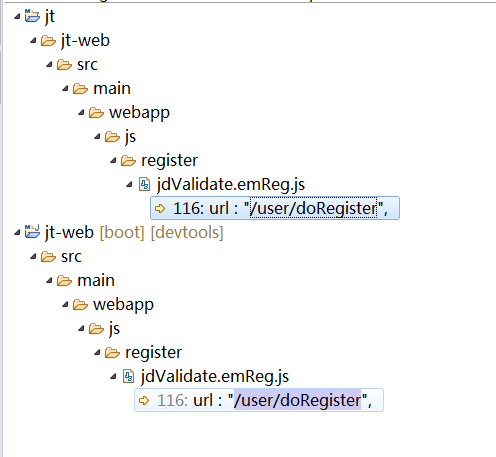 jt
jt-web
src
main
webapp
js
register
jdValidate.emReg.js
116: url : "/user/doRegister",
jt-web [boot] [devtools]
src
main
webapp
js
register
jdValidate.emReg.js
116: url : "/user/doRegister",